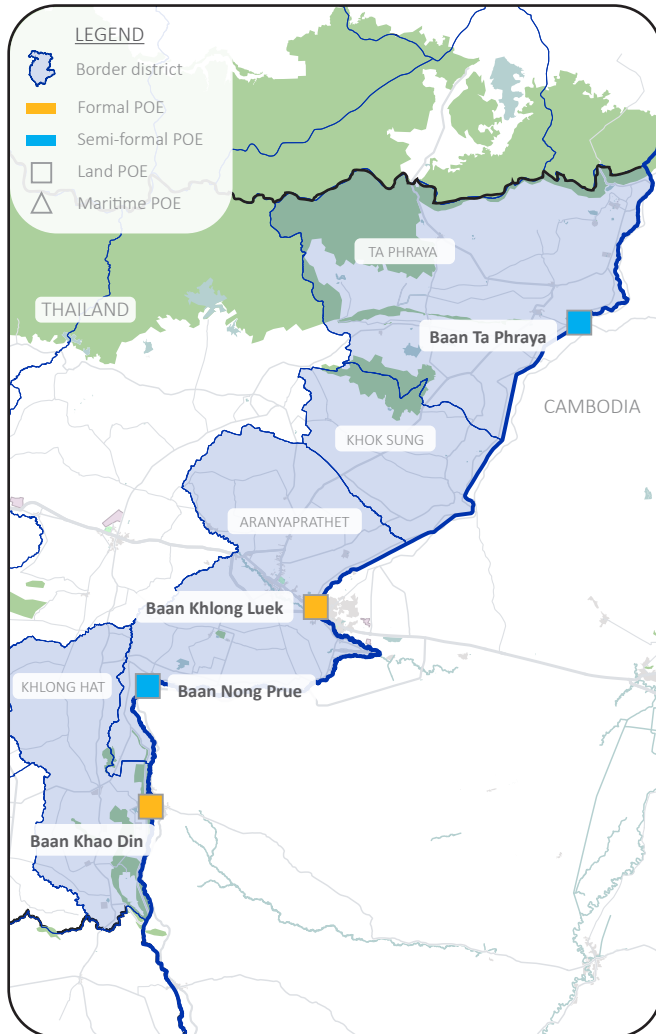 LEGEND
Border district
Formal POE
Semi-formal POE
Land POE
Maritime POE
TA PHRAYA
THAILAND
Baan Ta Phraya
CAMBODIA
KHOK SUNG
ARANYAPRATHET
Baan Khlong Luek
KHLONG HAT
Baan Nong Prue
Baan Khao Din